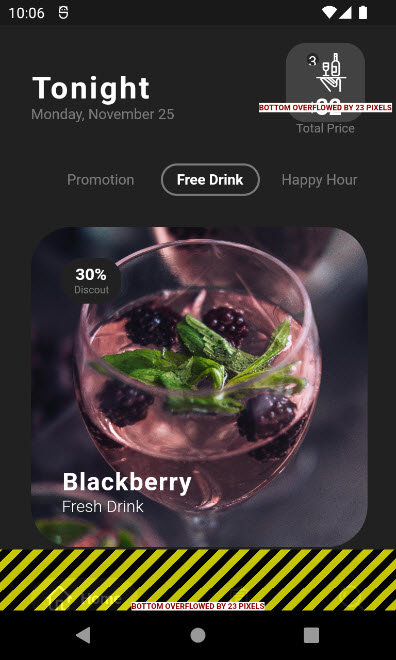 10:06
Tonight
Monday, November 25
3
BOTTOM OVERFLOWED BY 23 PIXELS
Total Price
Promotion
Free Drink
Happy Hour
30%
Discout
Blackberry
Fresh Drink
Home
BOTTOM OVERFLOWED BY 23 PIXELS